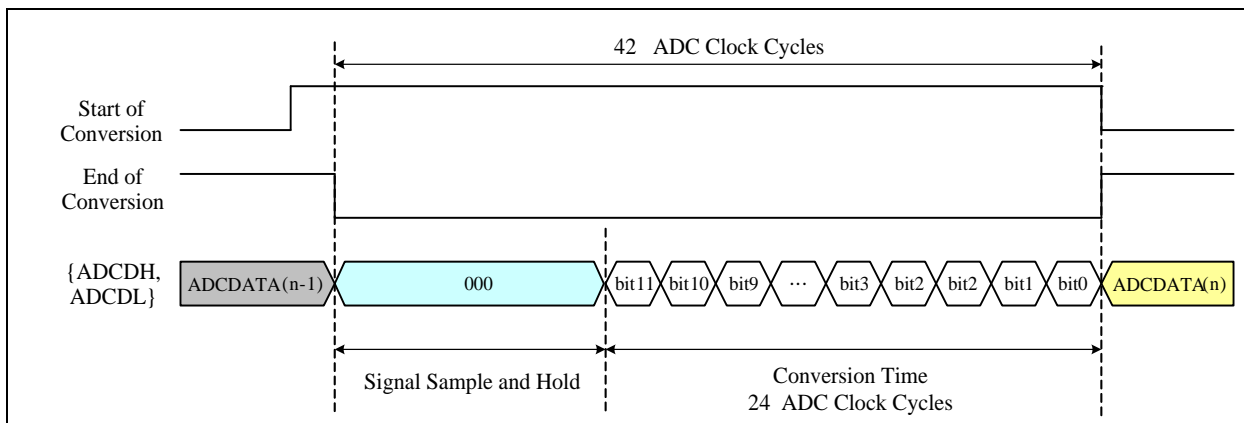 42 ADC Clock Cycles
Start of
Conversion
End of
Conversion
{ADCDH,
ADCDL}
ADCDATA(n-1)
000
bit11
bit10
bit9
...
bit3
bit2
bit2
bit1
bit0
ADCDATA(n)
Signal Sample and Hold
Conversion Time
24 ADC Clock Cycles